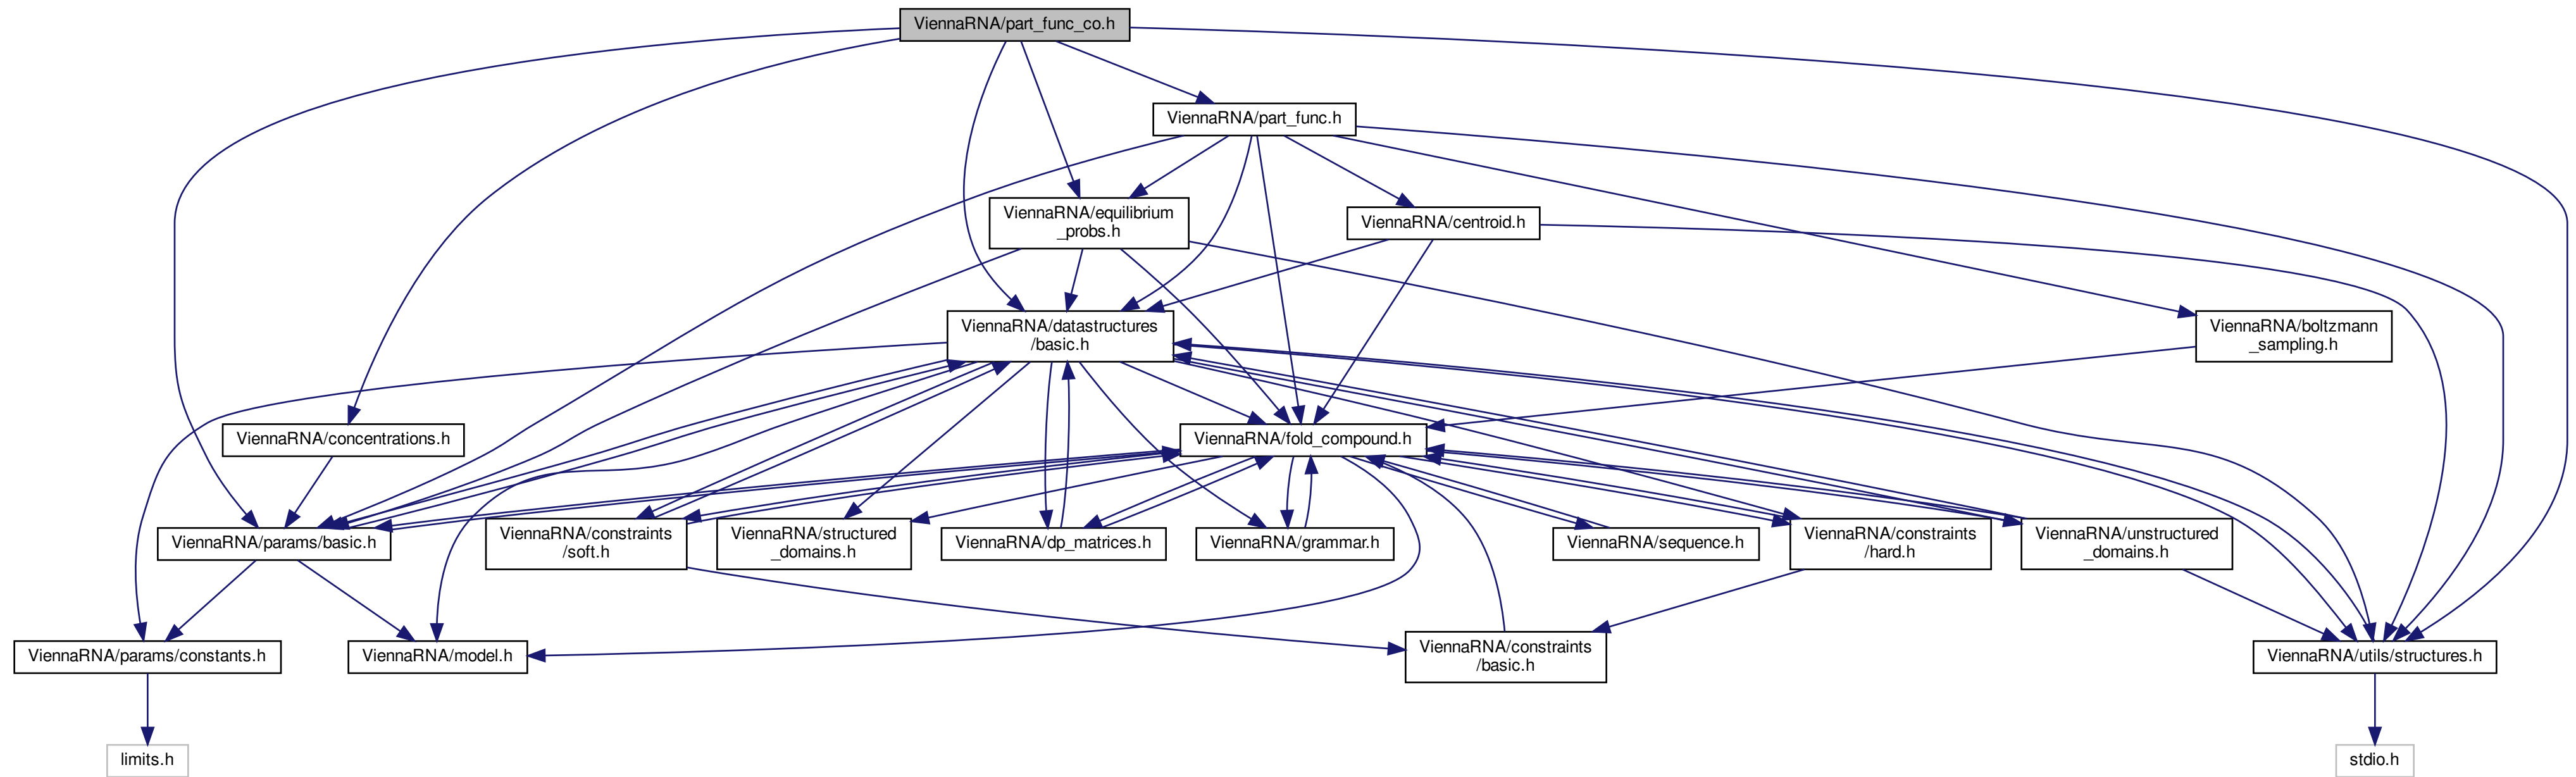 ViennaRNA/part_func_co.h
ViennaRNA/part_func.h
ViennaRNA/equilibrium
_probs.h
ViennaRNA/centroid.h
ViennaRNA/datastructures
/basic.h
ViennaRNA/boltzmann
_sampling.h
ViennaRNA/concentrations.h
ViennaRNA/fold_compound.h
ViennaRNA/params/basic.h
ViennaRNA/constraints
/soft.h
ViennaRNA/structured
_domains.h
ViennaRNA/dp_matrices.h
ViennaRNA/grammar.h
ViennaRNA/sequence.h
ViennaRNA/constraints
/hard.h
ViennaRNA/unstructured
_domains.h
ViennaRNA/params/constants.h
ViennaRNA/model.h
ViennaRNA/constraints
/basic.h
ViennaRNA/utils/structures.h
limits.h
stdio.h